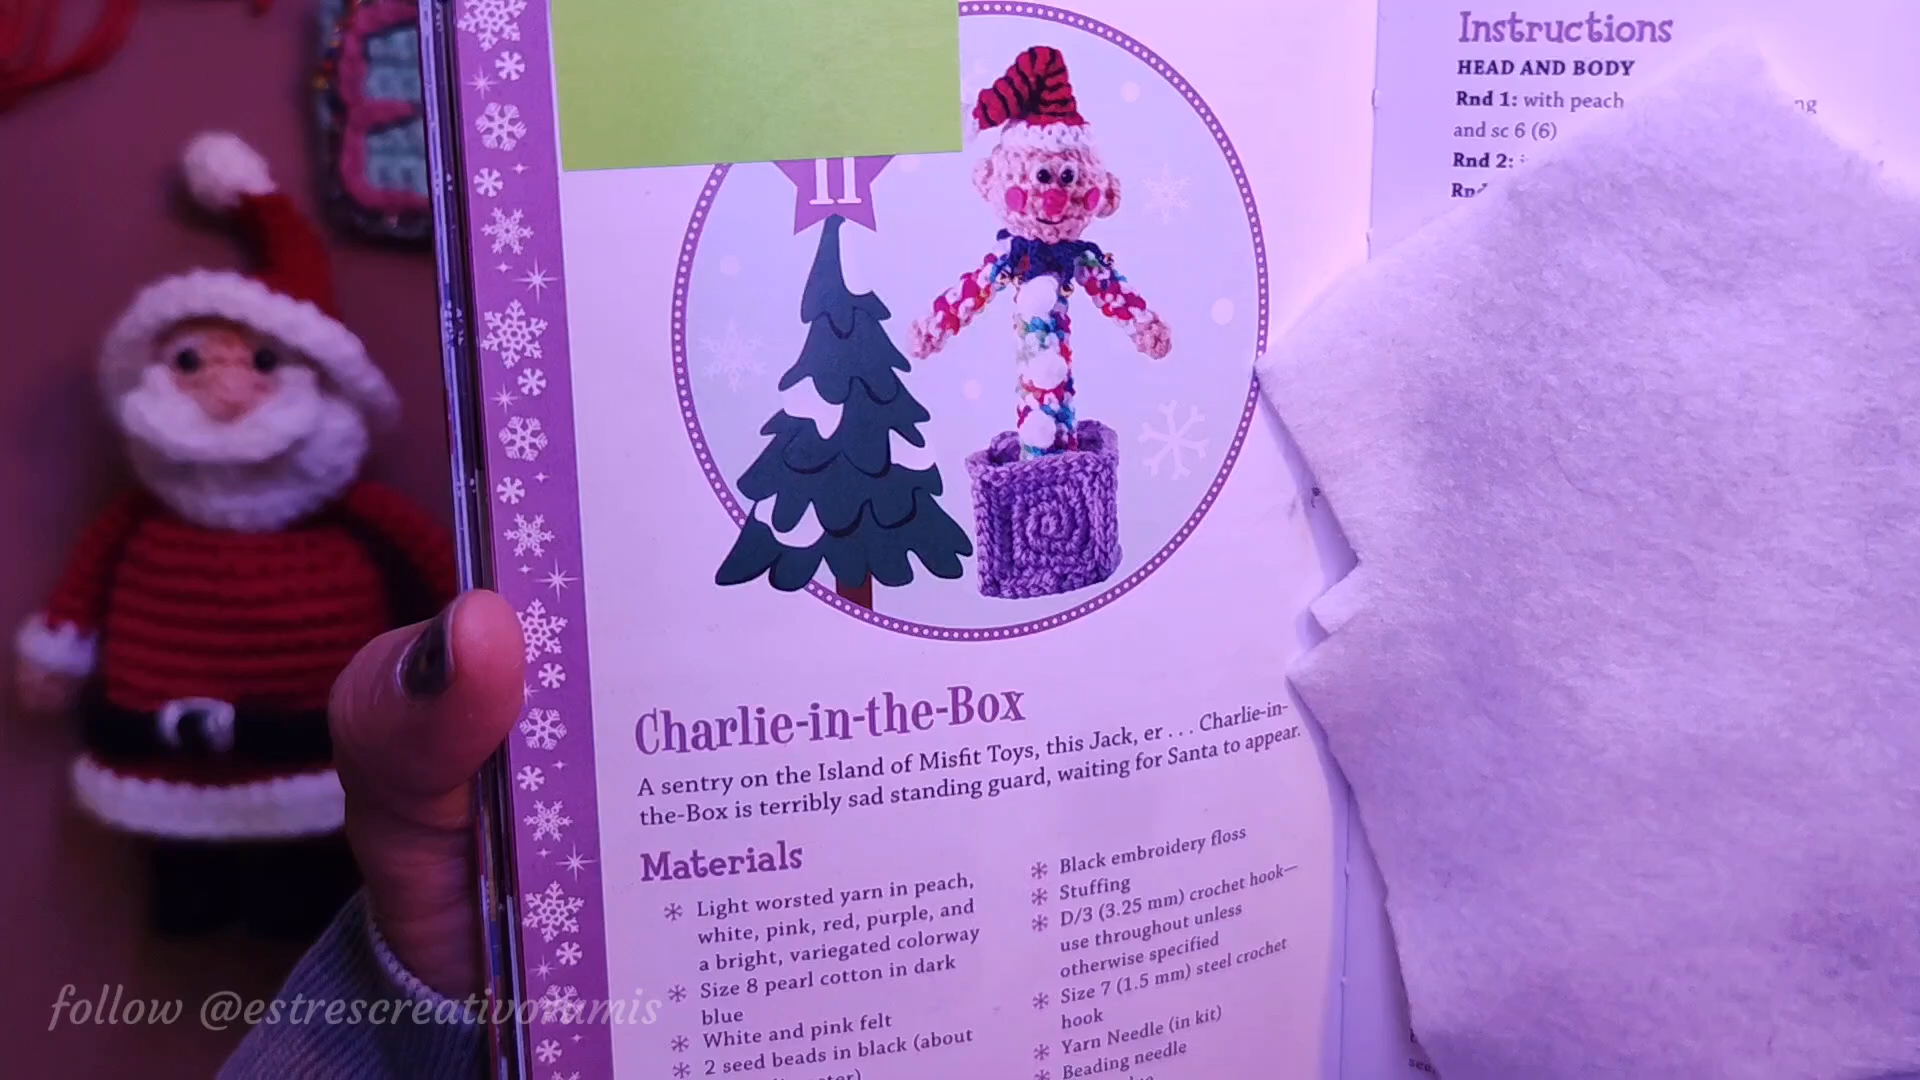 11
Charlie-in-the-Box
A sentry on the Island of Misfit Toys, this Jack, er . . . Charlie-in-
the-Box is terribly sad standing guard, waiting for Santa to appear.
Materials
Light worsted yarn in peach,
white, pink, red, purple, and
a bright, variegated colorway
Size 8 pearl cotton in dark
blue
White and pink felt
2 seed beads in black (about
Black embroidery floss
Stuffing
D/3 (3.25 mm) crochet hook—
use throughout unless
otherwise specified
Size 7 (1.5 mm) steel crochet
hook
Yarn Needle (in kit)
Beading needle
Instructions
HEAD AND BODY
Rnd 1: with peach
and sc 6 (6)
Rnd 2:
Rnd
follow @estrescreativoramis